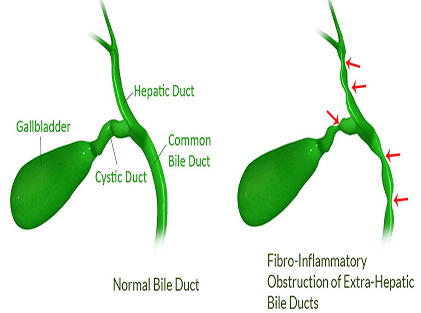 Hepatic Duct
Gallbladder
Common
Bile Duct
Cystic Duct
Normal Bile Duct
Fibro-Inflammatory
Obstruction of Extra-Hepatic
Bile Ducts